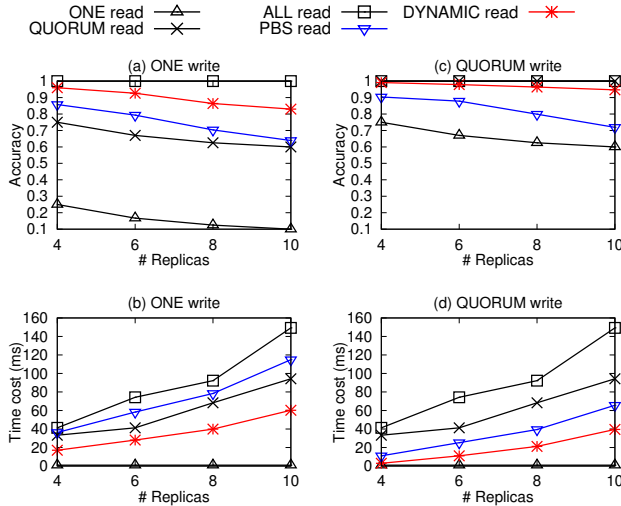 ONE read ALL read DYNAMIC read
QUORUM read PBS read
(a) ONE write
1
0.9
0.8
0.7
0.6
0.5
0.4
0.3
0.2
0.1
Accuracy
4 6 8 10
# Replicas
(c) QUORUM write
1
0.9
0.8
0.7
0.6
0.5
0.4
0.3
0.2
0.1
Accuracy
4 6 8 10
# Replicas
(b) ONE write
160
140
120
100
80
60
40
20
0
Time cost (ms)
4 6 8 10
# Replicas
(d) QUORUM write
160
140
120
100
80
60
40
20
0
Time cost (ms)
4 6 8 10
# Replicas